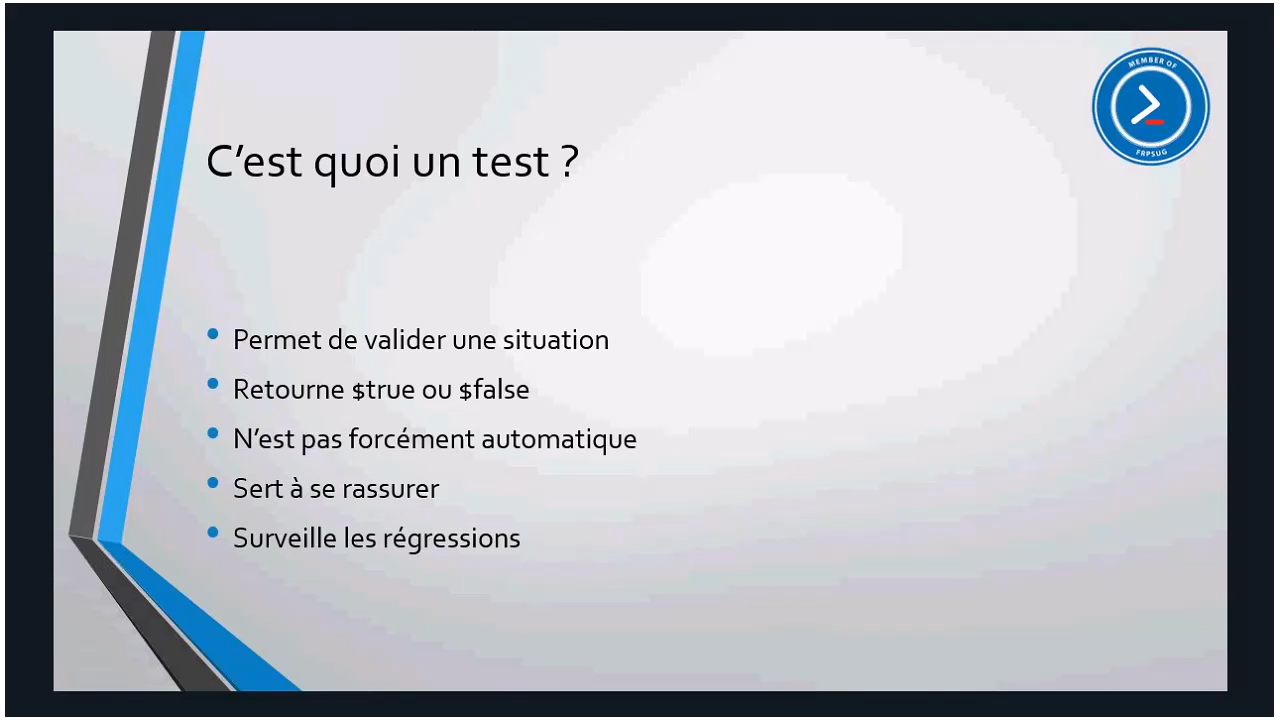 MEMBER OF
FRPSUG
C’est quoi un test ?
Permet de valider une situation
Retourne $true ou $false
N’est pas forcément automatique
Sert à se rassurer
Surveille les régressions